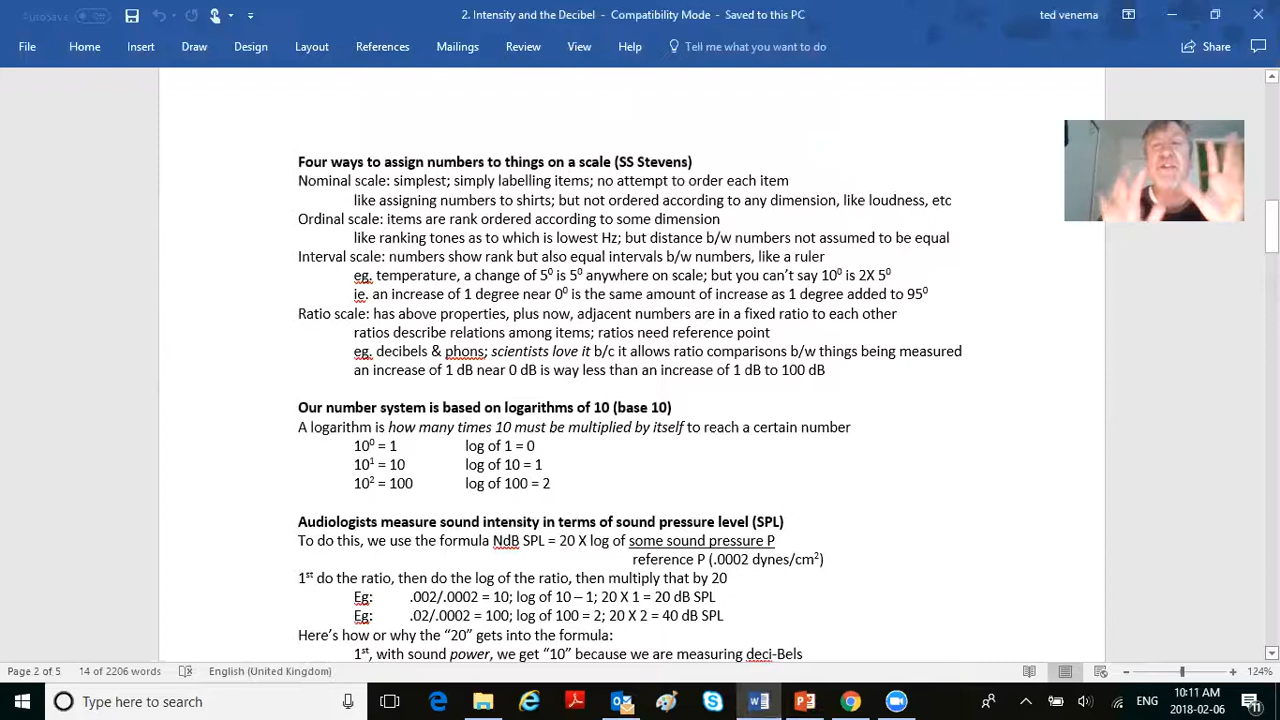 AutoSave Off
2. Intensity and the Decibel - Compatibility Mode - Saved to this PC
ted venema
File Home Insert Draw Design Layout References Mailings Review View Help Tell me what you want to do Share
Four ways to assign numbers to things on a scale (SS Stevens)
Nominal scale: simplest; simply labelling items; no attempt to order each item
like assigning numbers to shirts; but not ordered according to any dimension, like loudness, etc
Ordinal scale: items are rank ordered according to some dimension
like ranking tones as to which is lowest Hz; but distance b/w numbers not assumed to be equal
Interval scale: numbers show rank but also equal intervals b/w numbers, like a ruler
eg. temperature, a change of 5⁰ is 5⁰ anywhere on scale; but you can't say 10⁰ is 2X 5⁰
ie. an increase of 1 degree near 0⁰ is the same amount of increase as 1 degree added to 95⁰
Ratio scale: has above properties, plus now, adjacent numbers are in a fixed ratio to each other
ratios describe relations among items; ratios need reference point
eg. decibels & phons; scientists love it b/c it allows ratio comparisons b/w things being measured
an increase of 1 dB near 0 dB is way less than an increase of 1 dB to 100 dB
Our number system is based on logarithms of 10 (base 10)
A logarithm is how many times 10 must be multiplied by itself to reach a certain number
10⁰ = 1 log of 1 = 0
10¹ = 10 log of 10 = 1
10² = 100 log of 100 = 2
Audiologists measure sound intensity in terms of sound pressure level (SPL)
To do this, we use the formula NdB SPL = 20 X log of some sound pressure P
reference P (.0002 dynes/cm²)
1ˢᵗ do the ratio, then do the log of the ratio, then multiply that by 20
Eg: .002/.0002 = 10; log of 10 – 1; 20 X 1 = 20 dB SPL
Eg: .02/.0002 = 100; log of 100 = 2; 20 X 2 = 40 dB SPL
Here's how or why the “20” gets into the formula:
1ˢᵗ, with sound power, we get “10” because we are measuring deci-Bels
Page 2 of 5 14 of 2206 words English (United Kingdom) 124%
Type here to search
ENG
10:11 AM
2018-02-06
11